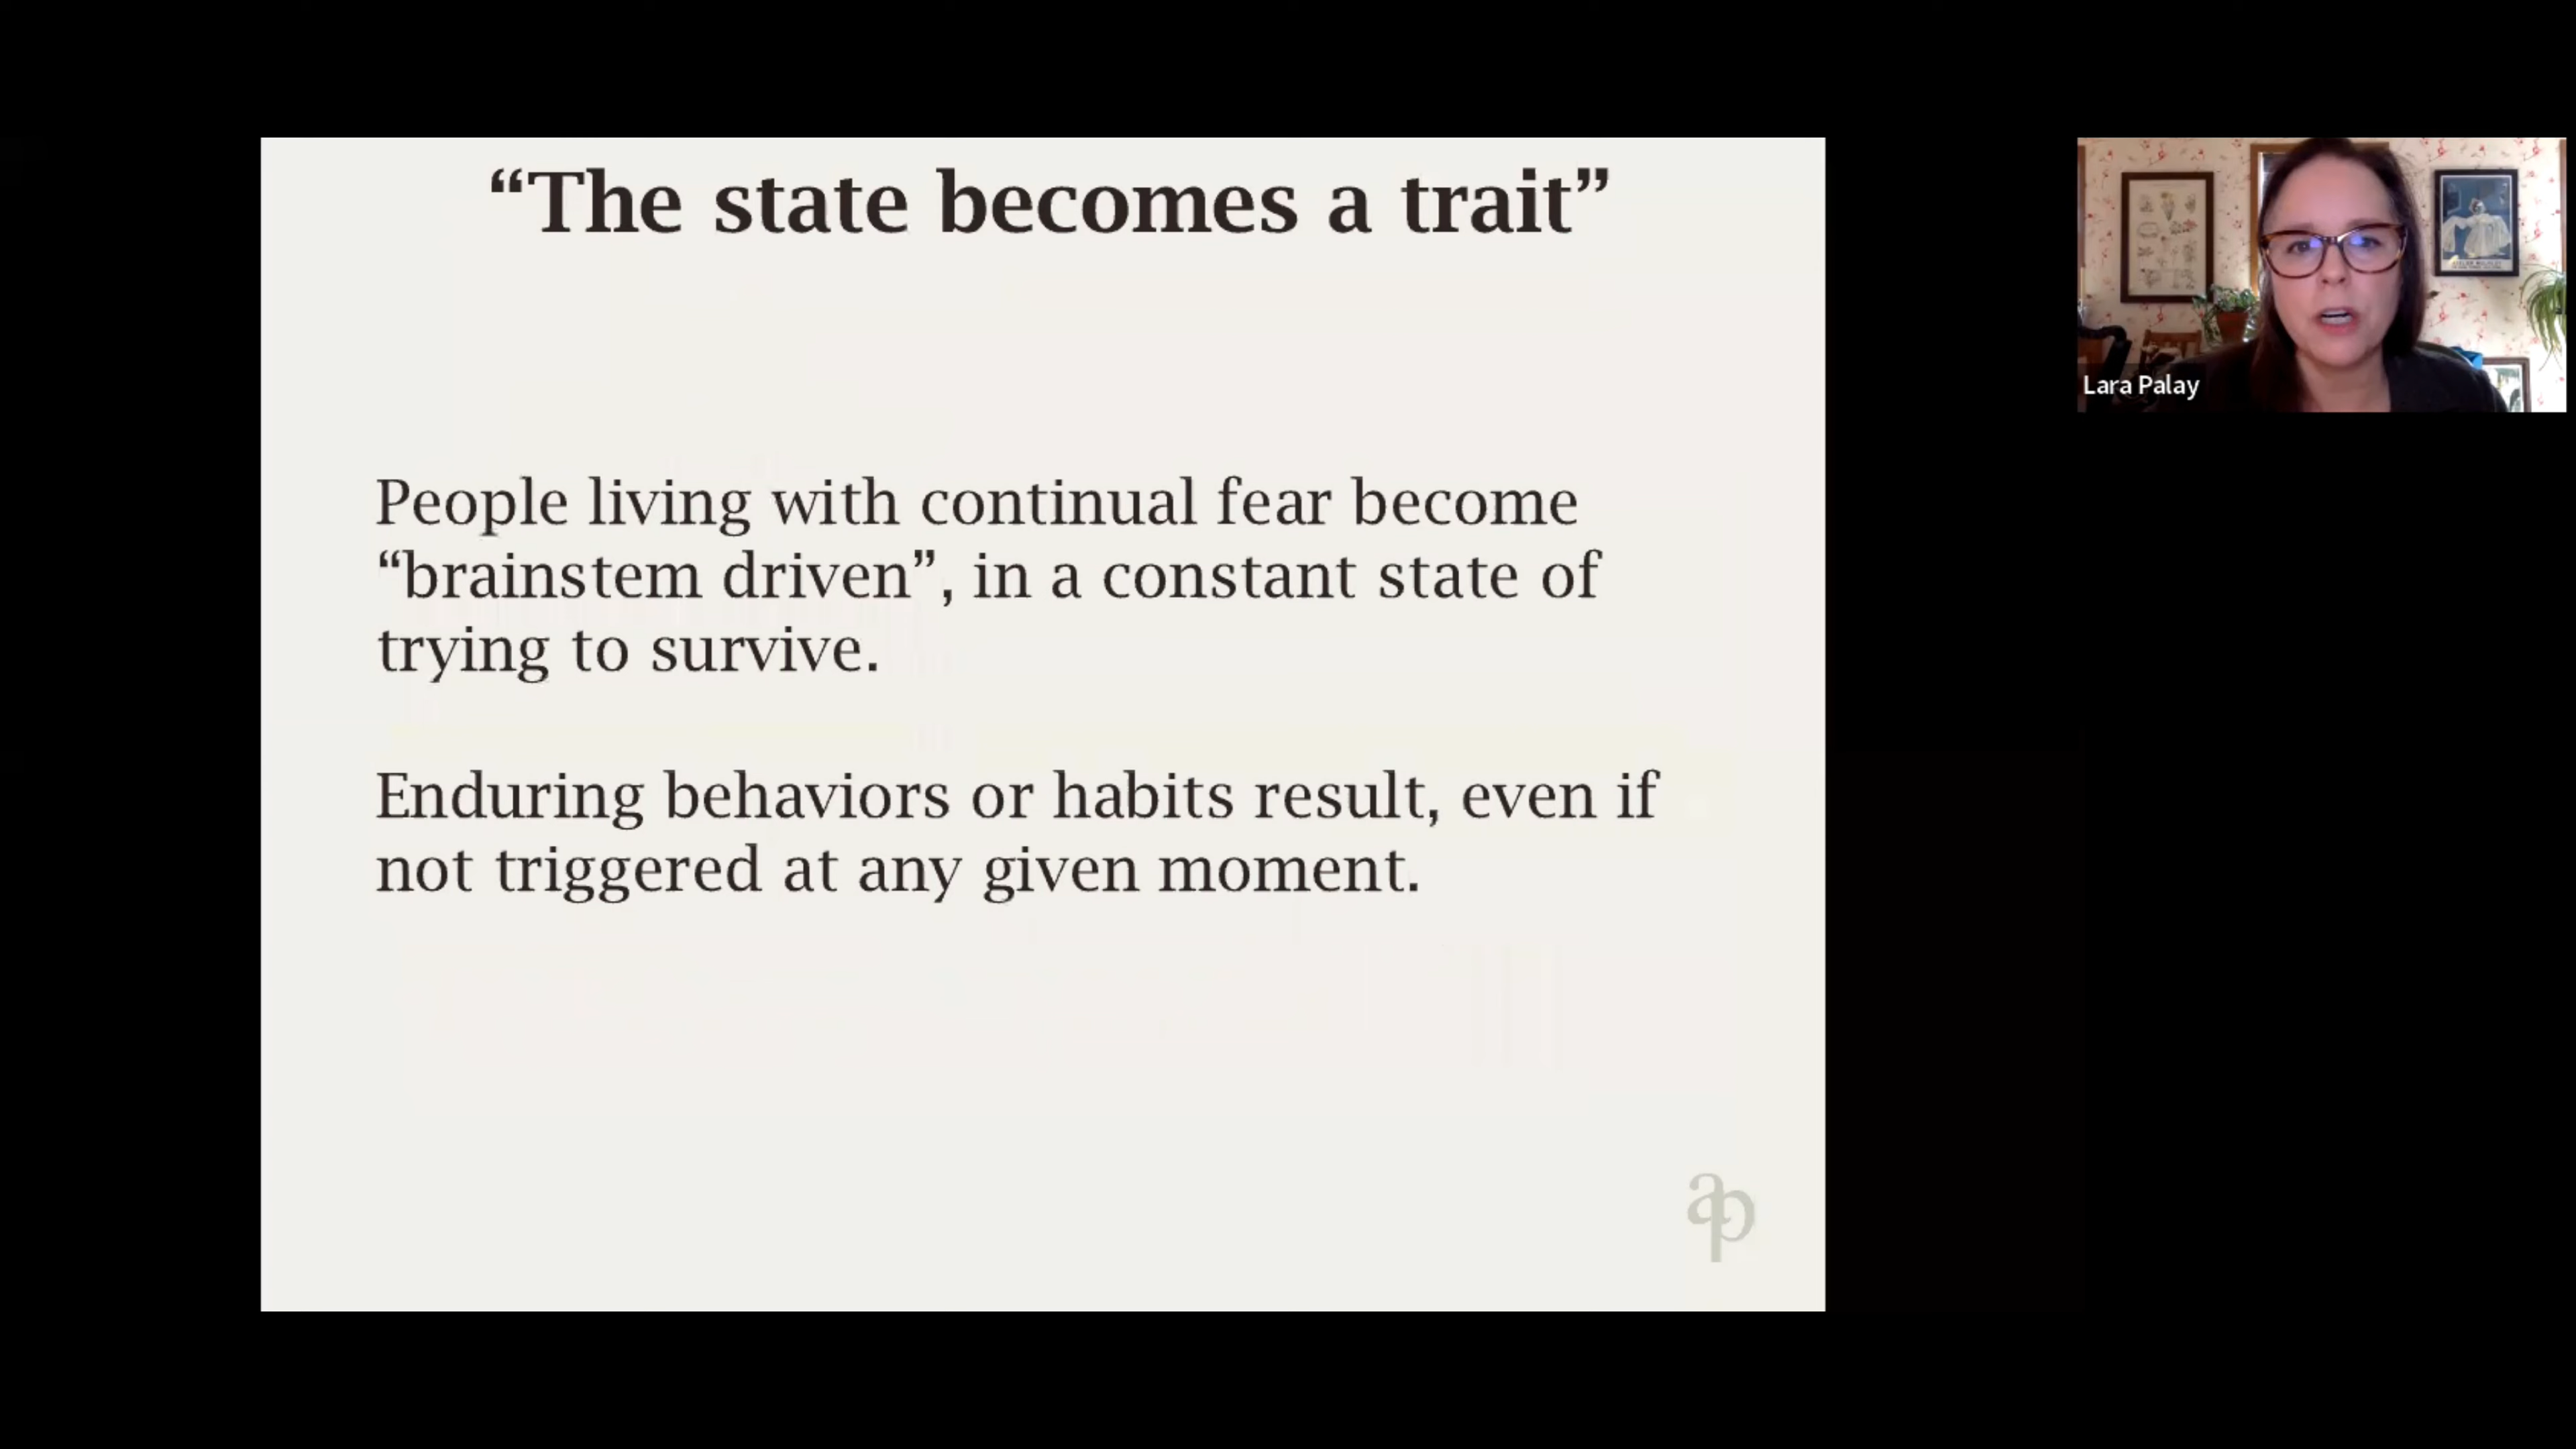 “The state becomes a trait”
People living with continual fear become
“brainstem driven”, in a constant state of
trying to survive.
Enduring behaviors or habits result, even if
not triggered at any given moment.
ap
Lara Palay